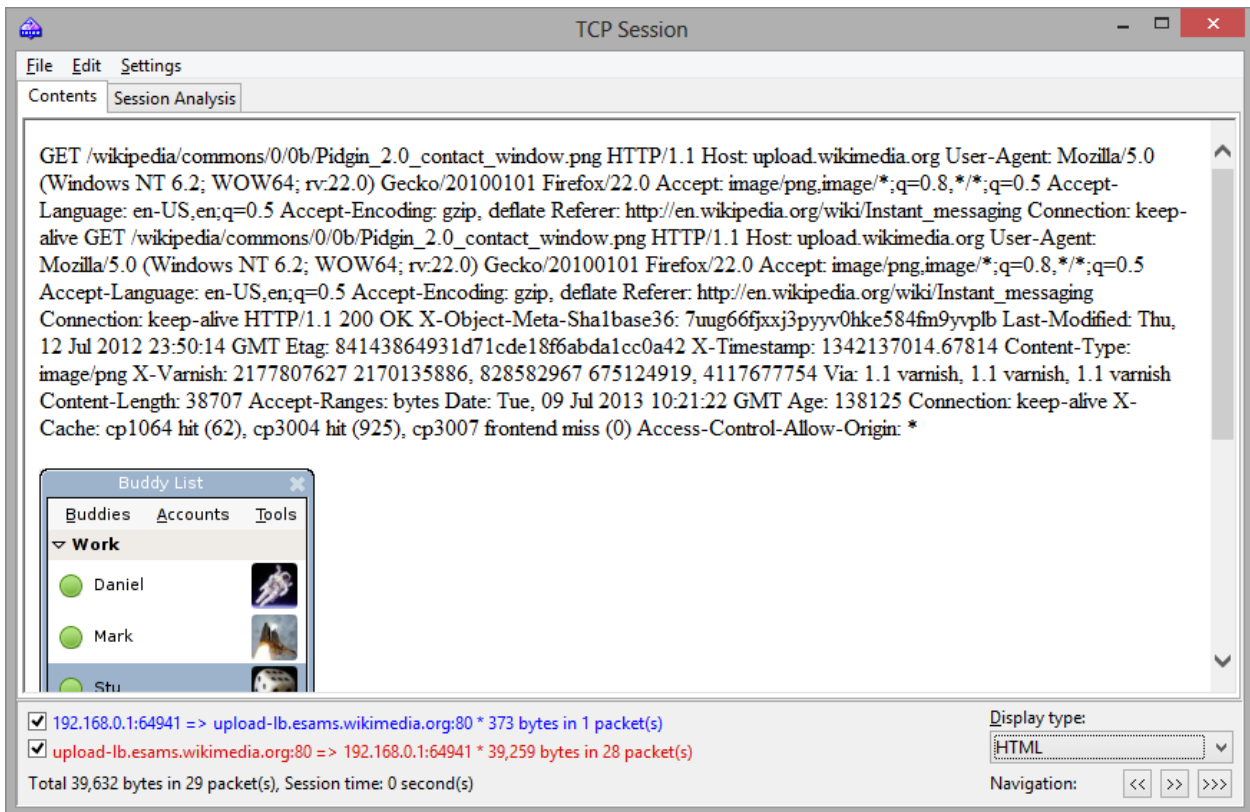 TCP Session
File Edit Settings
Contents Session Analysis
GET /wikipedia/commons/0/0b/Pidgin_2.0_contact_window.png HTTP/1.1 Host: upload.wikimedia.org User-Agent: Mozilla/5.0
(Windows NT 6.2; WOW64; rv:22.0) Gecko/20100101 Firefox/22.0 Accept: image/png,image/*;q=0.8,*/*;q=0.5 Accept-
Language: en-US,en;q=0.5 Accept-Encoding: gzip, deflate Referer: http://en.wikipedia.org/wiki/Instant_messaging Connection: keep-
alive GET /wikipedia/commons/0/0b/Pidgin_2.0_contact_window.png HTTP/1.1 Host: upload.wikimedia.org User-Agent:
Mozilla/5.0 (Windows NT 6.2; WOW64; rv:22.0) Gecko/20100101 Firefox/22.0 Accept: image/png,image/*;q=0.8,*/*;q=0.5
Accept-Language: en-US,en;q=0.5 Accept-Encoding: gzip, deflate Referer: http://en.wikipedia.org/wiki/Instant_messaging
Connection: keep-alive HTTP/1.1 200 OK X-Object-Meta-Sha1base36: 7uug66fjxxj3pyyv0hke584fm9yvplb Last-Modified: Thu,
12 Jul 2012 23:50:14 GMT Etag: 84143864931d71cde18f6abda1cc0a42 X-Timestamp: 1342137014.67814 Content-Type:
image/png X-Varnish: 2177807627 2170135886, 828582967 675124919, 4117677754 Via: 1.1 varnish, 1.1 varnish, 1.1 varnish
Content-Length: 38707 Accept-Ranges: bytes Date: Tue, 09 Jul 2013 10:21:22 GMT Age: 138125 Connection: keep-alive X-
Cache: cp1064 hit (62), cp3004 hit (925), cp3007 frontend miss (0) Access-Control-Allow-Origin: *
Buddy List
Buddies Accounts Tools
Work
Daniel
Mark
Stu
192.168.0.1:64941 => upload-lb.esams.wikimedia.org:80 * 373 bytes in 1 packet(s)
upload-lb.esams.wikimedia.org:80 => 192.168.0.1:64941 * 39,259 bytes in 28 packet(s)
Total 39,632 bytes in 29 packet(s), Session time: 0 second(s)
Display type:
HTML
Navigation: << >> >>>